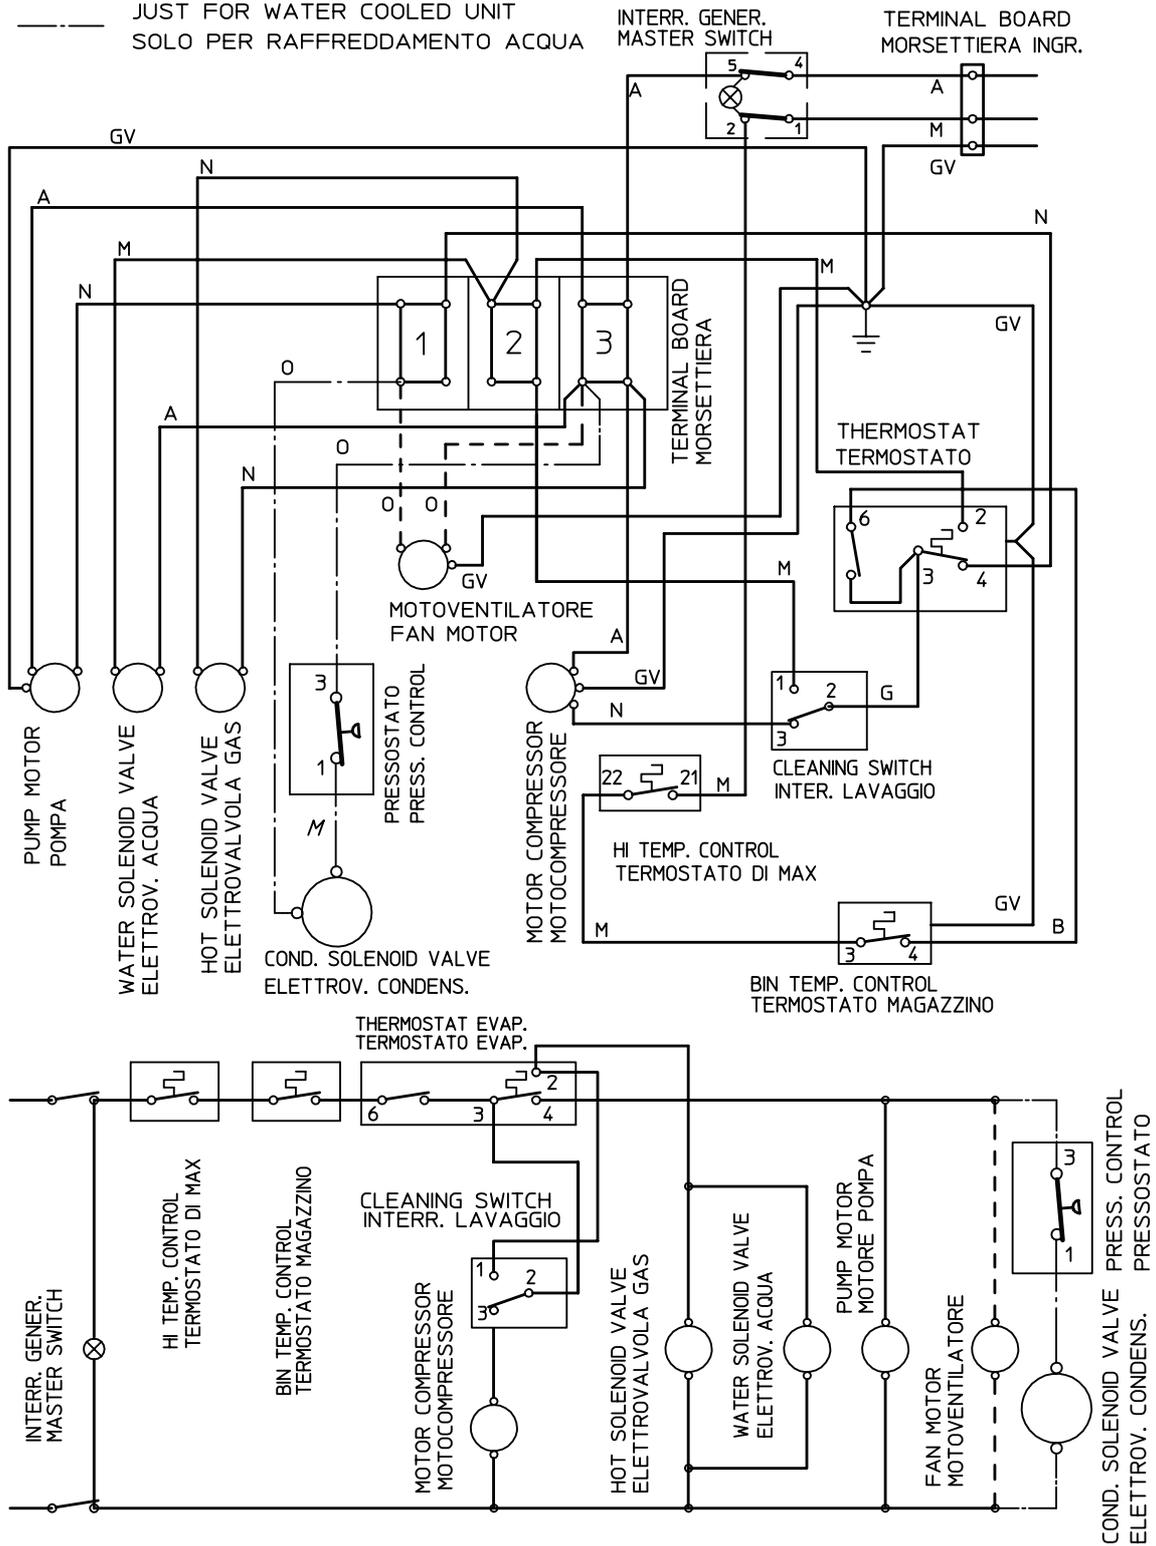 JUST FOR WATER COOLED UNIT
SOLO PER RAFFREDDAMENTO ACQUA
INTERR. GENER.
MASTER SWITCH
TERMINAL BOARD
MORSETTIERA INGR.
5
4
A
A
2
1
M
GV
GV
N
A
N
M
M
N
1
2
3
TERMINAL BOARD
MORSETTIERA
GV
O
A
O
N
O
O
THERMOSTAT
TERMOSTATO
6
2
3
4
GV
M
MOTOVENTILATORE
FAN MOTOR
A
GV
N
3
1
PRESSOSTATO
PRESS. CONTROL
M
1
2
3
G
CLEANING SWITCH
INTER. LAVAGGIO
PUMP MOTOR
POMPA
WATER SOLENOID VALVE
ELETTROV. ACQUA
HOT SOLENOID VALVE
ELETTROVALVOLA GAS
MOTOR COMPRESSOR
MOTOCOMPRESSORE
22
21
M
HI TEMP. CONTROL
TERMOSTATO DI MAX
M
3
4
GV
B
COND. SOLENOID VALVE
ELETTROV. CONDENS.
BIN TEMP. CONTROL
TERMOSTATO MAGAZZINO
THERMOSTAT EVAP.
TERMOSTATO EVAP.
6
3
2
4
CLEANING SWITCH
INTERR. LAVAGGIO
1
2
3
INTERR. GENER.
MASTER SWITCH
HI TEMP. CONTROL
TERMOSTATO DI MAX
BIN TEMP. CONTROL
TERMOSTATO MAGAZZINO
MOTOR COMPRESSOR
MOTOCOMPRESSORE
HOT SOLENOID VALVE
ELETTROVALVOLA GAS
WATER SOLENOID VALVE
ELETTROV. ACQUA
PUMP MOTOR
MOTORE POMPA
FAN MOTOR
MOTOVENTILATORE
3
1
PRESS. CONTROL
PRESSOSTATO
COND. SOLENOID VALVE
ELETTROV. CONDENS.